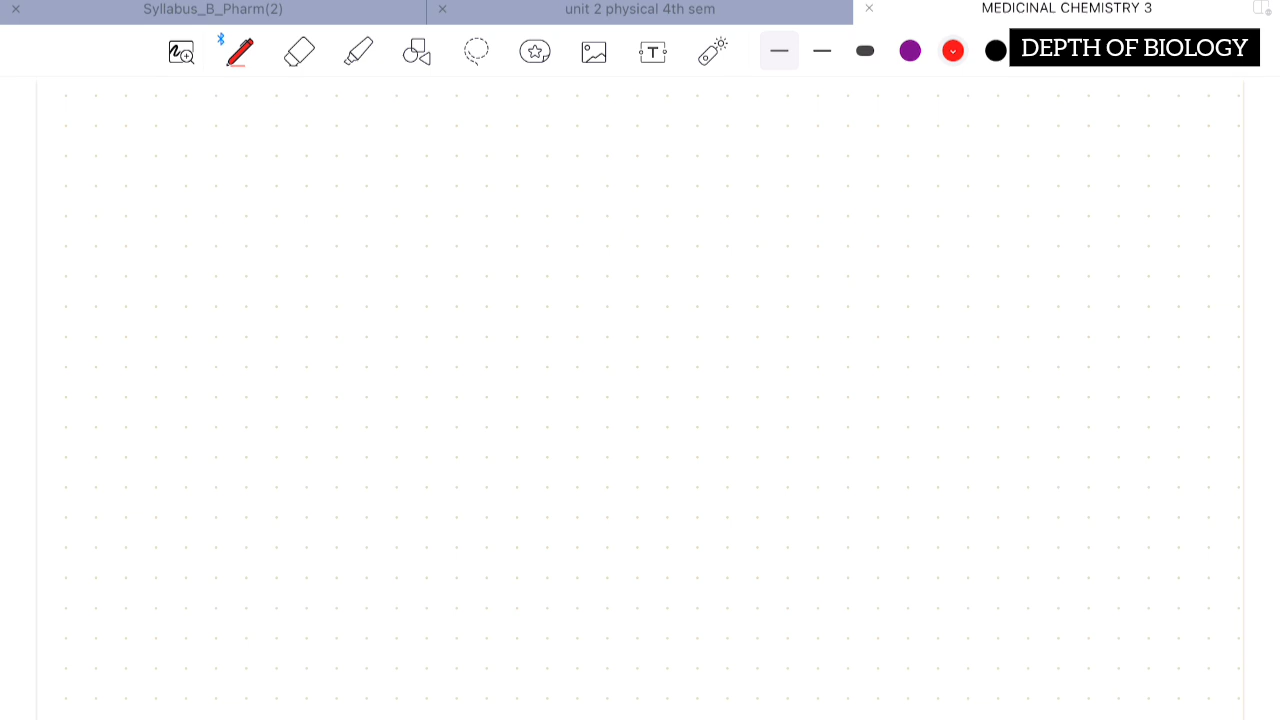 Syllabus_B_Pharm(2)
unit 2 physical 4th sem
MEDICINAL CHEMISTRY 3
DEPTH OF BIOLOGY
T